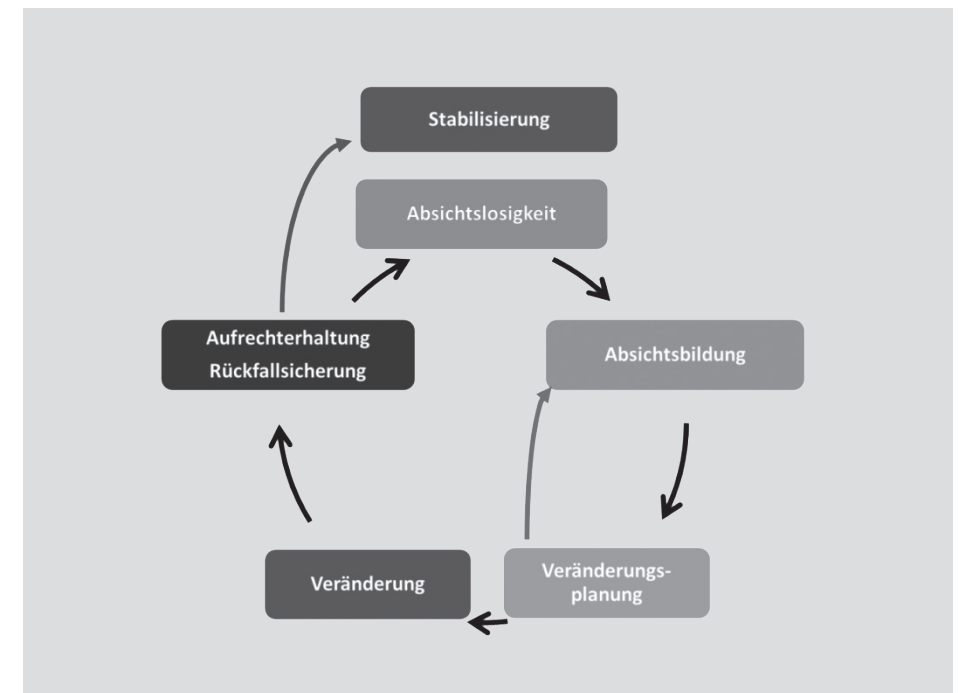 Stabilisierung
Absichtslosigkeit
Aufrechterhaltung
Rückfallsicherung
Absichtsbildung
Veränderung
Veränderungs-
planung